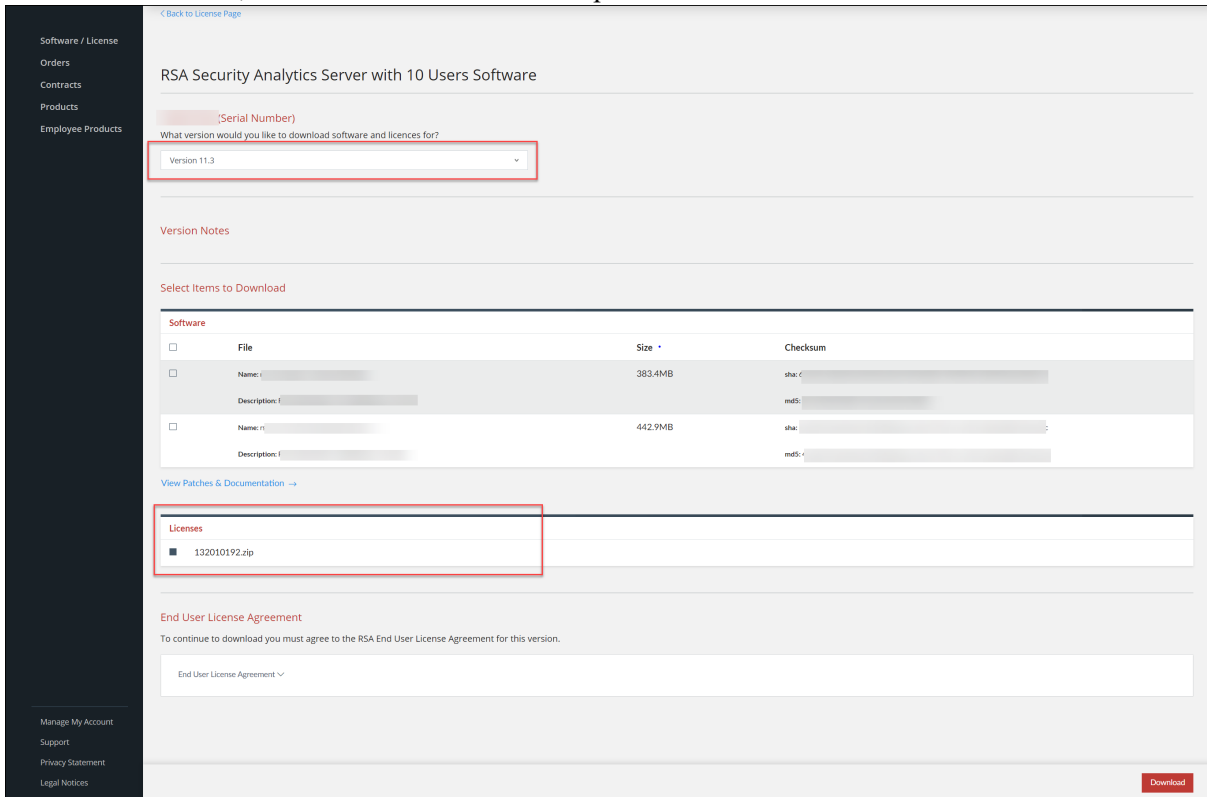 < Back to License Page
Software / License
Orders
Contracts
Products
Employee Products
RSA Security Analytics Server with 10 Users Software
(Serial Number)
What version would you like to download software and licences for?
Version 11.3
Version Notes
Select Items to Download
Software
File Size Checksum
Name: 383.4MB sha: 6
Description: md5:
Name: 442.9MB sha:
Description: md5:
View Patches & Documentation →
Licenses
132010192.zip
End User License Agreement
To continue to download you must agree to the RSA End User License Agreement for this version.
End User License Agreement
Manage My Account
Support
Privacy Statement
Legal Notices
Download